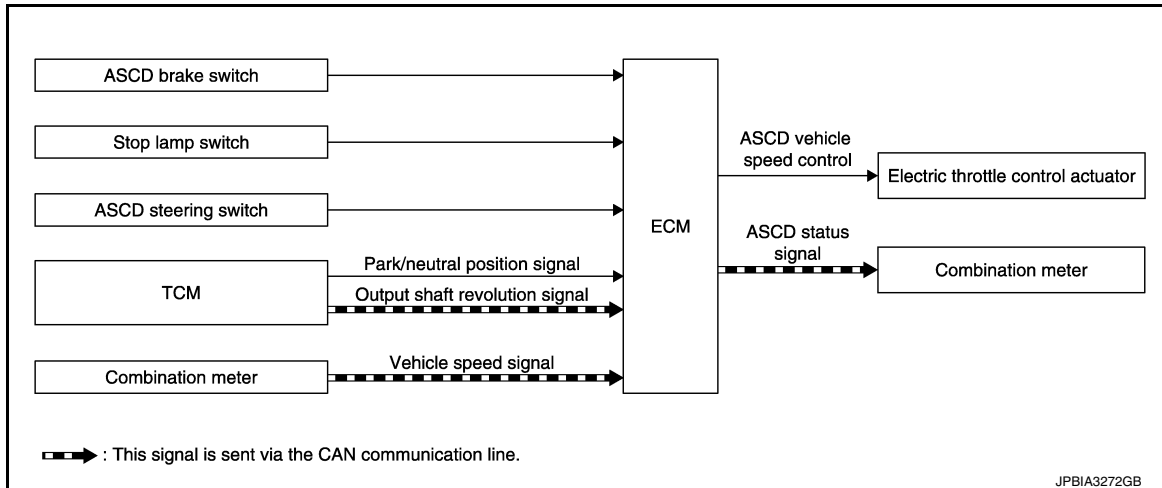 ASCD brake switch
Stop lamp switch
ASCD steering switch
TCM
Park/neutral position signal
Output shaft revolution signal
Combination meter
Vehicle speed signal
ECM
ASCD vehicle
speed control
Electric throttle control actuator
ASCD status
signal
Combination meter
: This signal is sent via the CAN communication line.
JPBIA3272GB